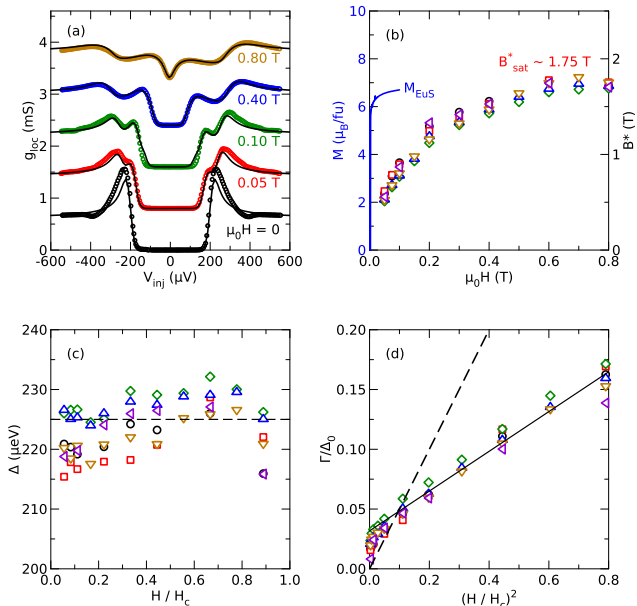 (a)
0.80 T
0.40 T
0.10 T
0.05 T
μ₀H = 0
g_loc (mS)
4
3
2
1
0
-600 -400 -200 0 200 400 600
V_inj (μV)
(b)
M_EuS
B*_sat ~ 1.75 T
M (μ_B/fu)
10
8
6
4
2
0
B* (T)
2
1
0
0.0 0.2 0.4 0.6 0.8
μ₀H (T)
(c)
Δ (μeV)
240
230
220
210
200
0.0 0.2 0.4 0.6 0.8 1.0
H / H_c
(d)
Γ/Δ₀
0.20
0.15
0.10
0.05
0.00
0.0 0.2 0.4 0.6 0.8
(H / H_c)²